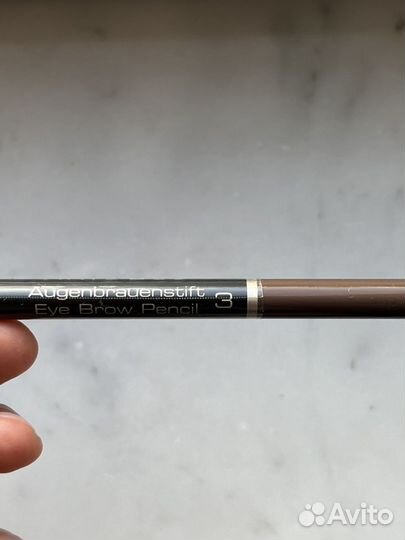 Augenbrauenstift
Eye Brow Pencil 3
Avito